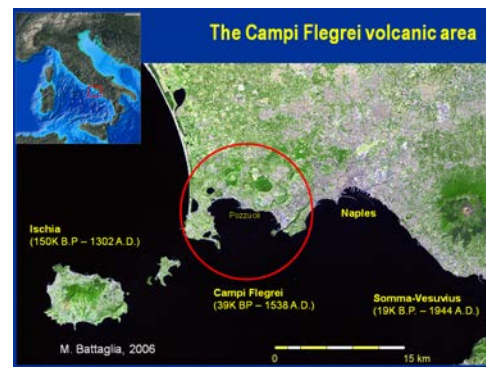 The Campi Flegrei volcanic area
Pozzuoli
Naples
Ischia
(150K B.P – 1302 A.D.)
Campi Flegrei
(39K BP – 1538 A.D.)
Somma-Vesuvius
(19K B.P. – 1944 A.D.)
M. Battaglia, 2006
0
15 km